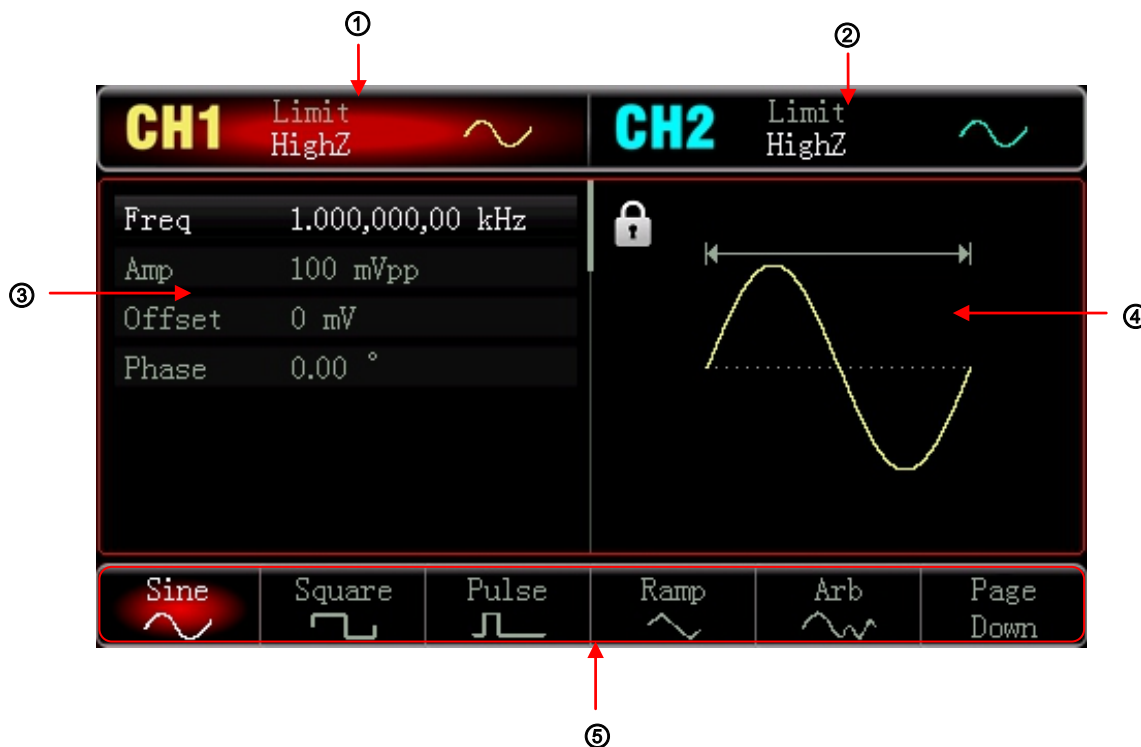 ①
②
CH1 Limit HighZ
CH2 Limit HighZ
Freq 1.000,000,00 kHz
Amp 100 mVpp
Offset 0 mV
Phase 0.00 °
③
④
Sine Square Pulse Ramp Arb Page Down
⑤